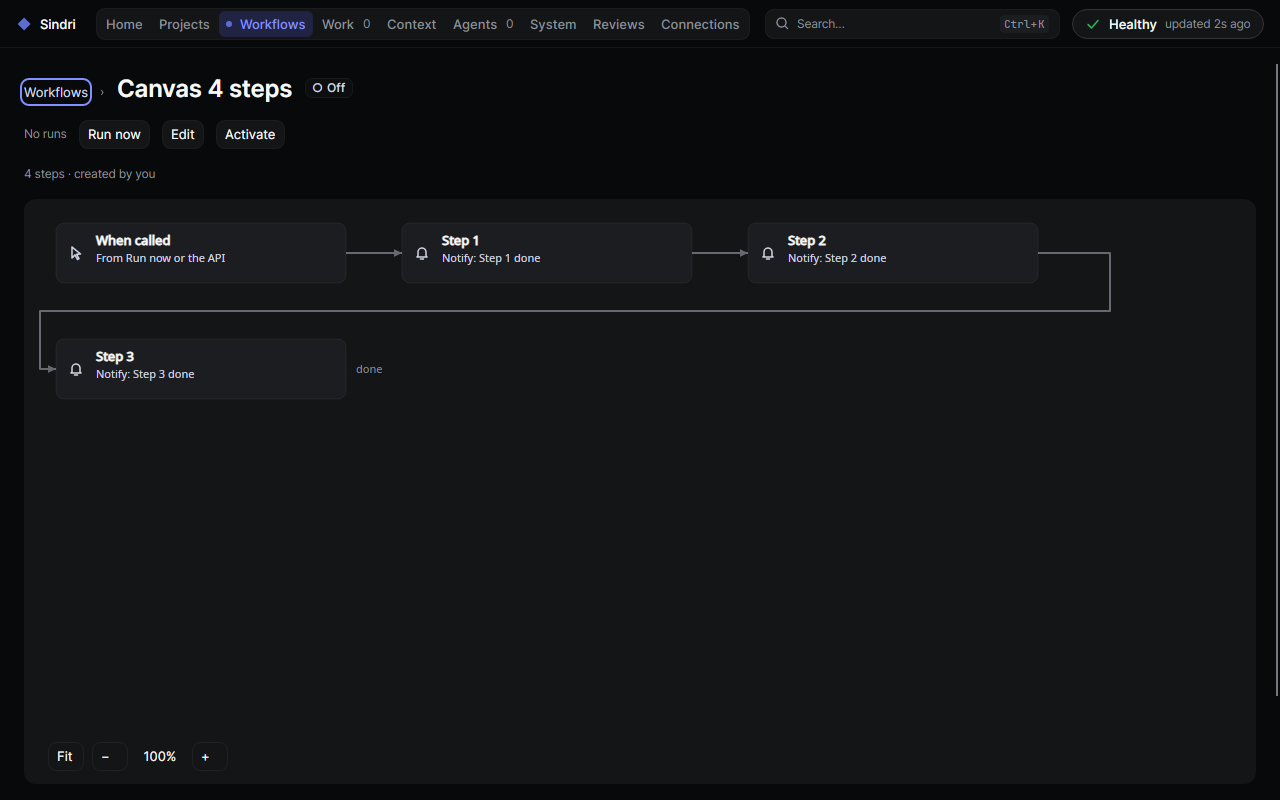 Sindri Home Projects Workflows Work 0 Context Agents 0 System Reviews Connections Search... Ctrl+K Healthy updated 2s ago
Workflows › Canvas 4 steps Off
No runs Run now Edit Activate
4 steps · created by you
When called
From Run now or the API
Step 1
Notify: Step 1 done
Step 2
Notify: Step 2 done
Step 3
Notify: Step 3 done
done
Fit − 100% +